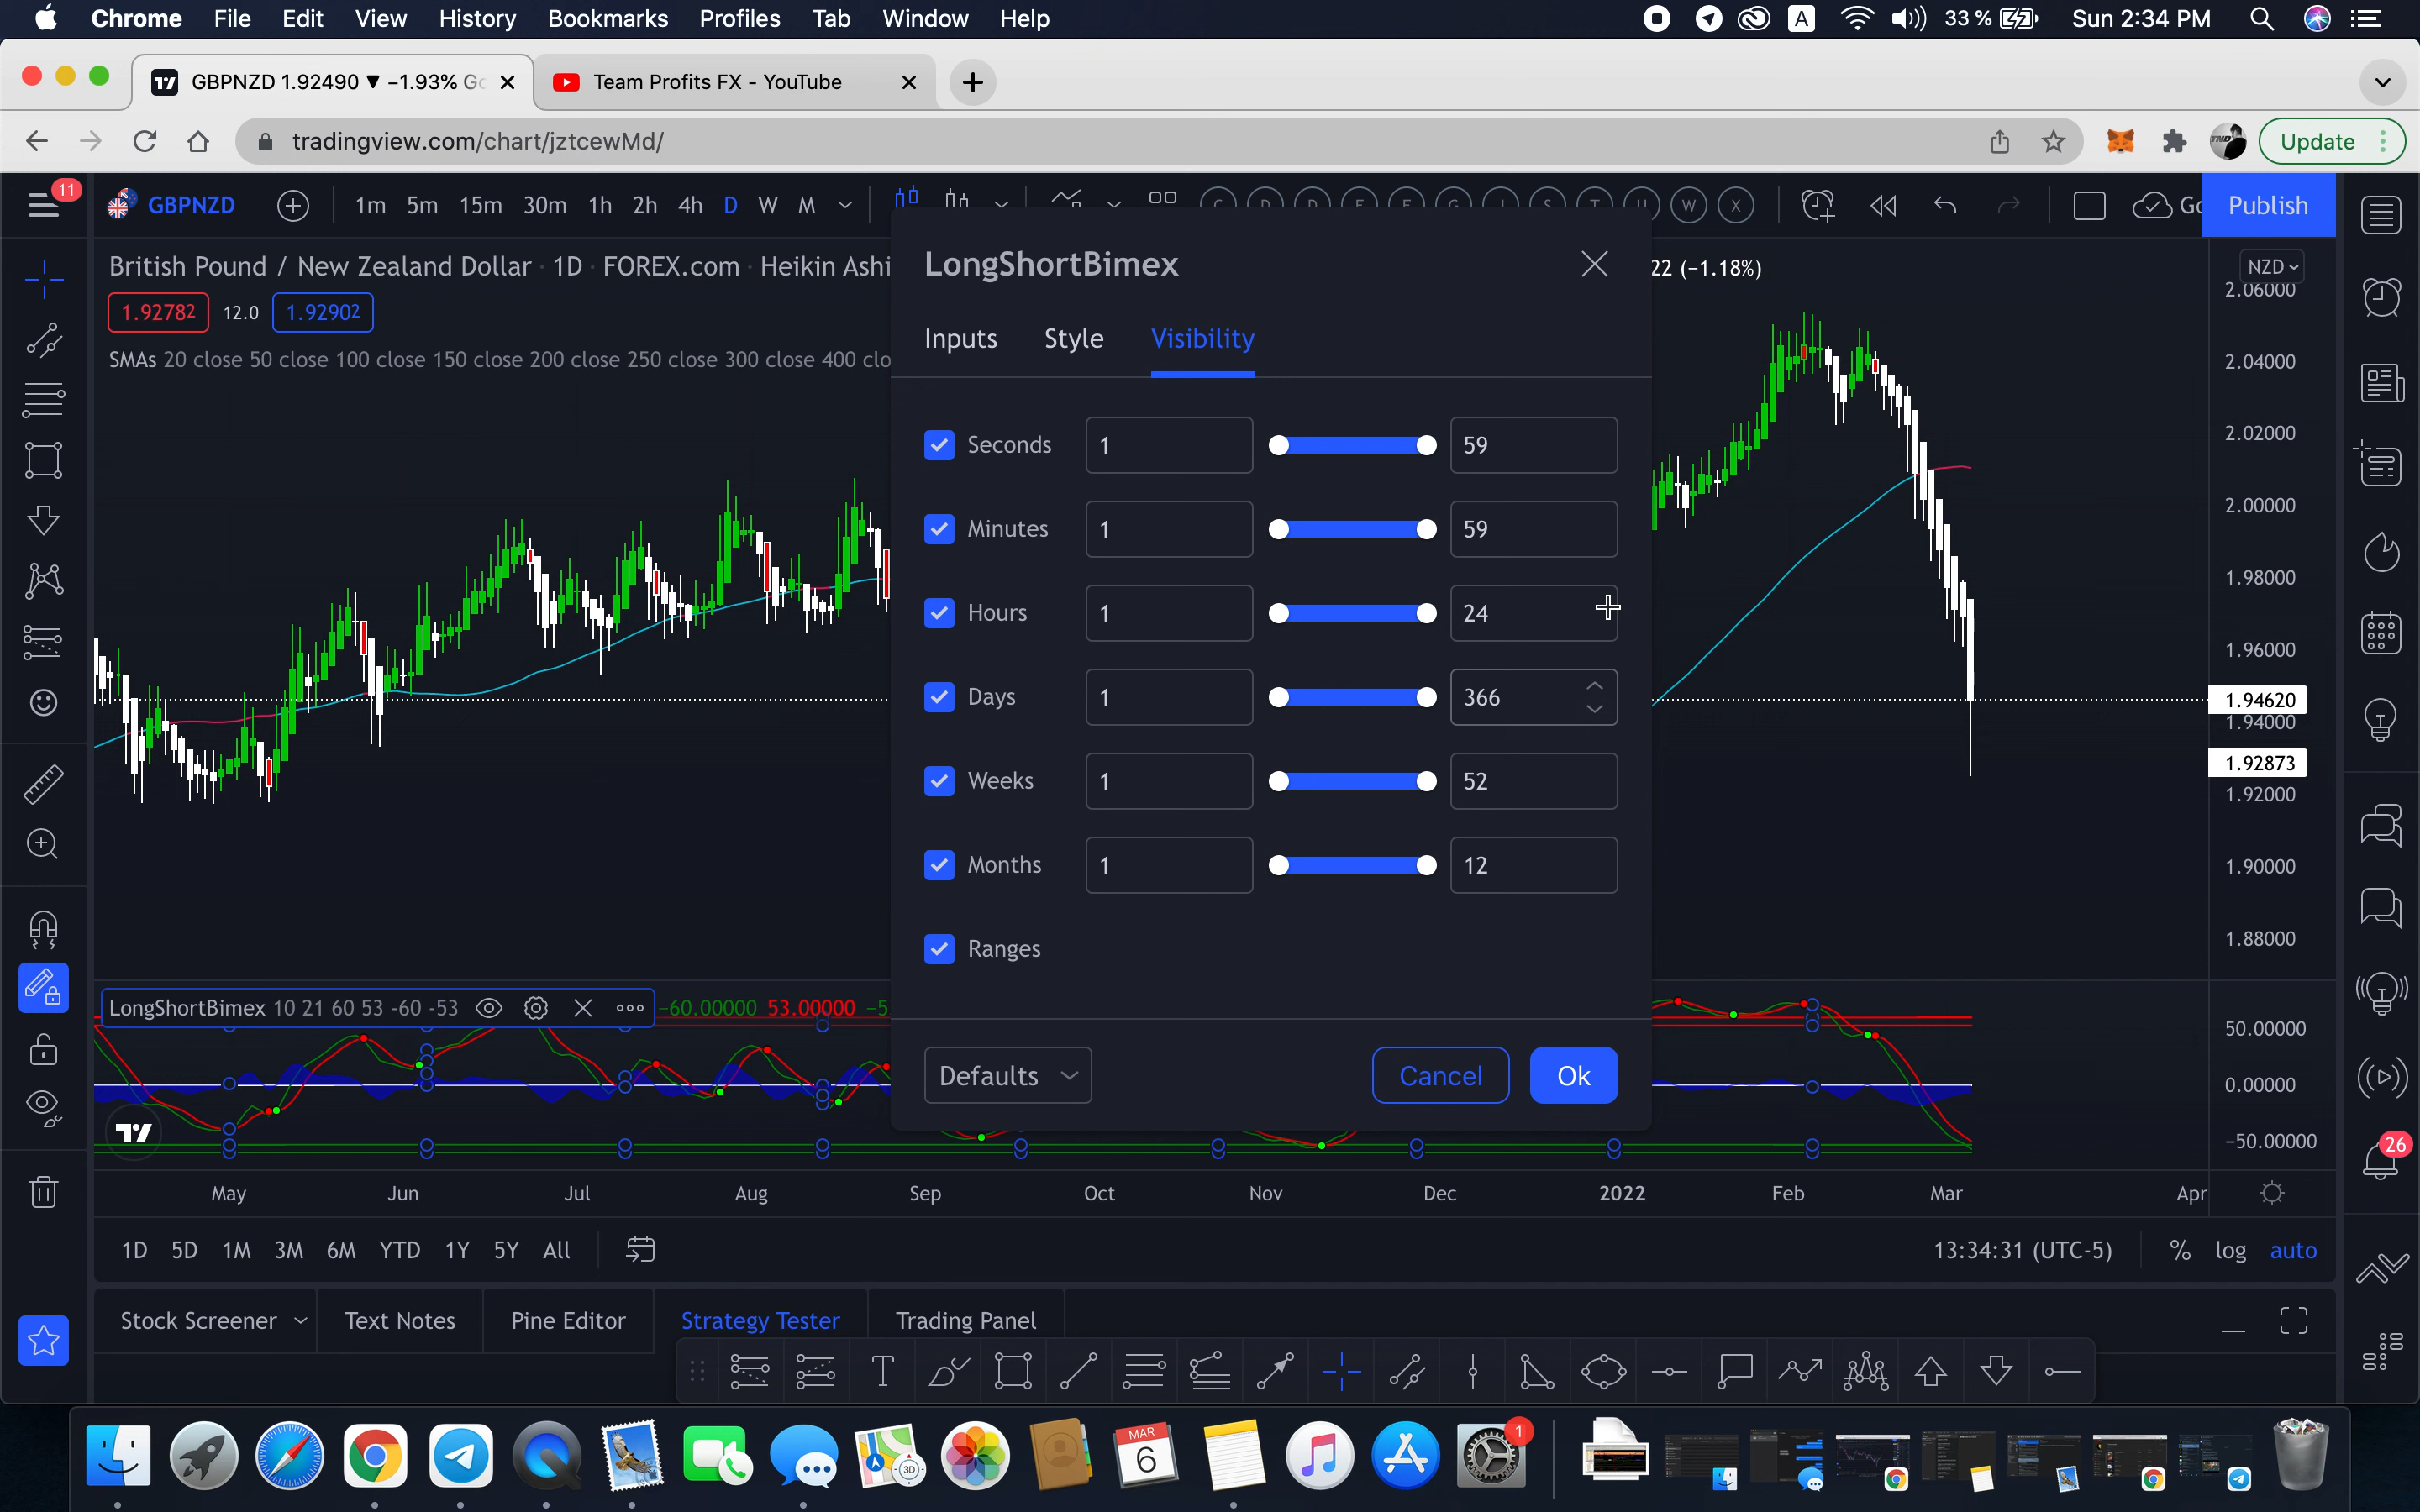 Chrome File Edit View History Bookmarks Profiles Tab Window Help
A 33 % Sun 2:34 PM
GBPNZD 1.92490 ▼ −1.93% Team Profits FX - YouTube
tradingview.com/chart/jztcewMd/ Update
11 GBPNZD 1m 5m 15m 30m 1h 2h 4h D W M W X Publish
British Pound / New Zealand Dollar · 1D · FOREX.com · Heikin Ashi
22 (−1.18%)
NZD
1.92782 12.0 1.92902
SMAs 20 close 50 close 100 close 150 close 200 close 250 close 300 close 400 clo
LongShortBimex
Inputs Style Visibility
Seconds 1 59
Minutes 1 59
Hours 1 24
Days 1 366
Weeks 1 52
Months 1 12
Ranges
Defaults Cancel Ok
2.06000
2.04000
2.02000
2.00000
1.98000
1.96000
1.94620
1.94000
1.92873
1.92000
1.90000
1.88000
LongShortBimex 10 21 60 53 -60 -53 −60.00000 53.00000
50.00000
0.00000
−50.00000
26
May Jun Jul Aug Sep Oct Nov Dec 2022 Feb Mar Apr
1D 5D 1M 3M 6M YTD 1Y 5Y All 13:34:31 (UTC-5) % log auto
Stock Screener Text Notes Pine Editor Strategy Tester Trading Panel
T
3D
MAR
6
1